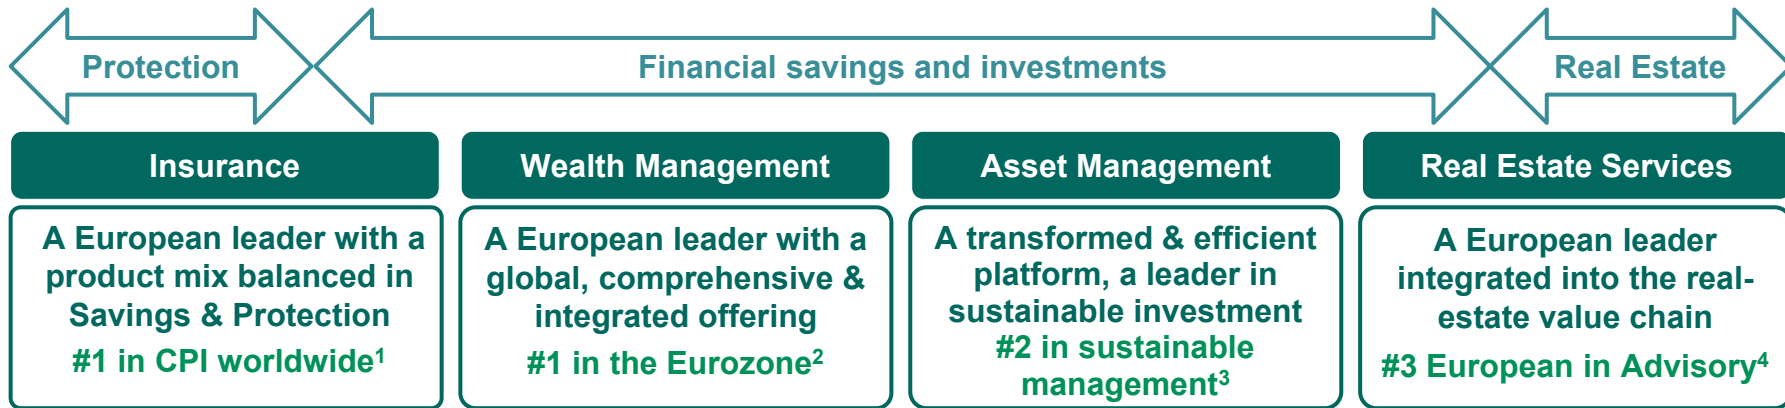 Protection
Financial savings and investments
Real Estate
Insurance
A European leader with a
product mix balanced in
Savings & Protection
#1 in CPI worldwide¹
Wealth Management
A European leader with a
global, comprehensive &
integrated offering
#1 in the Eurozone²
Asset Management
A transformed & efficient
platform, a leader in
sustainable investment
#2 in sustainable
management³
Real Estate Services
A European leader
integrated into the real-
estate value chain
#3 European in Advisory⁴